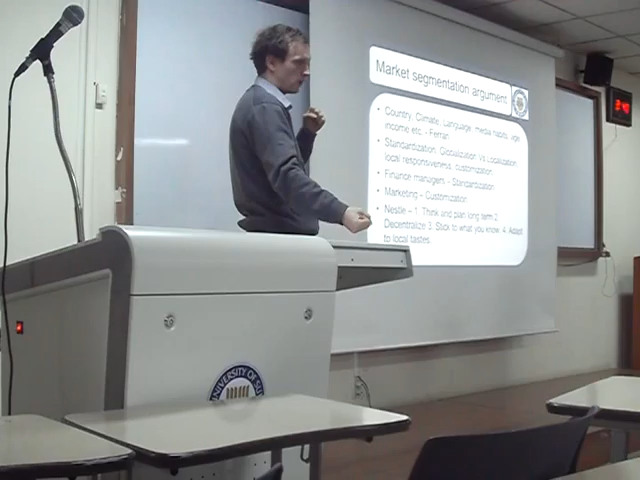 Market segmentation argument
• Country, Climate, Language, media habits, age,
income etc. - Ferrari
• Standardization: Globalization Vs Localization,
local responsiveness, customization.
• Finance managers – Standardization
• Marketing – Customization
• Nestle – 1. Think and plan long term 2.
Decentralize 3. Stick to what you know. 4. Adapt
to local tastes.
UNIVERSITY OF